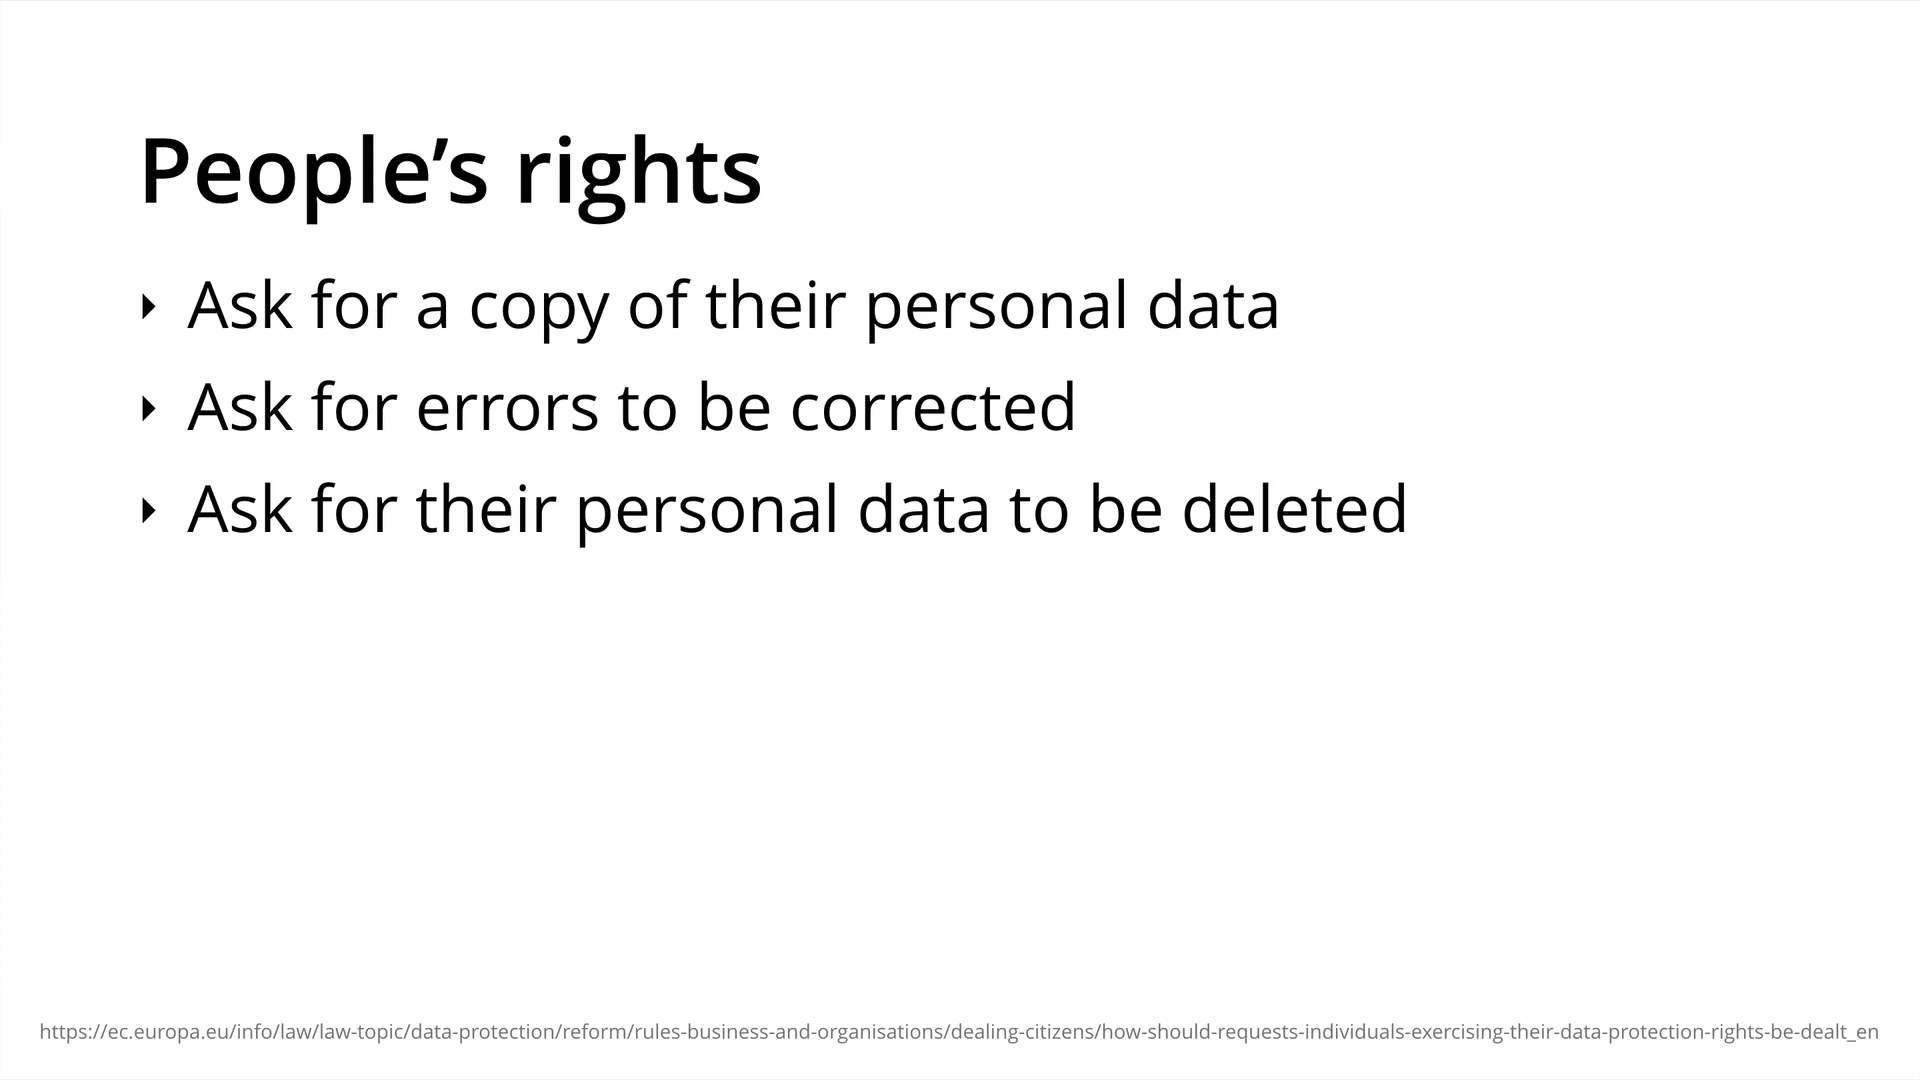 People’s rights
‣ Ask for a copy of their personal data
‣ Ask for errors to be corrected
‣ Ask for their personal data to be deleted
https://ec.europa.eu/info/law/law-topic/data-protection/reform/rules-business-and-organisations/dealing-citizens/how-should-requests-individuals-exercising-their-data-protection-rights-be-dealt_en